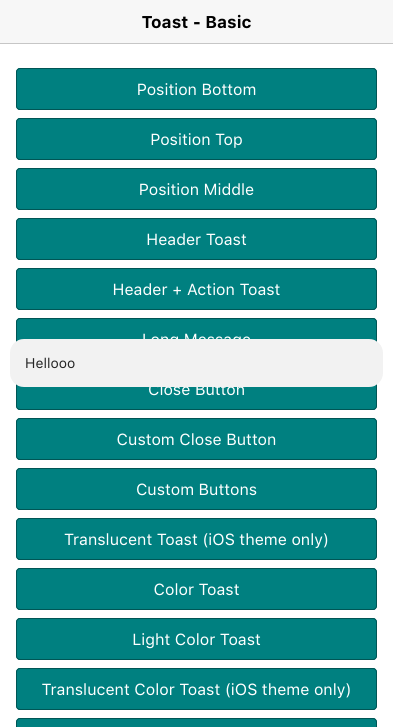 Toast - Basic
Position Bottom
Position Top
Position Middle
Header Toast
Header + Action Toast
Long Message
Hellooo
Close Button
Custom Close Button
Custom Buttons
Translucent Toast (iOS theme only)
Color Toast
Light Color Toast
Translucent Color Toast (iOS theme only)